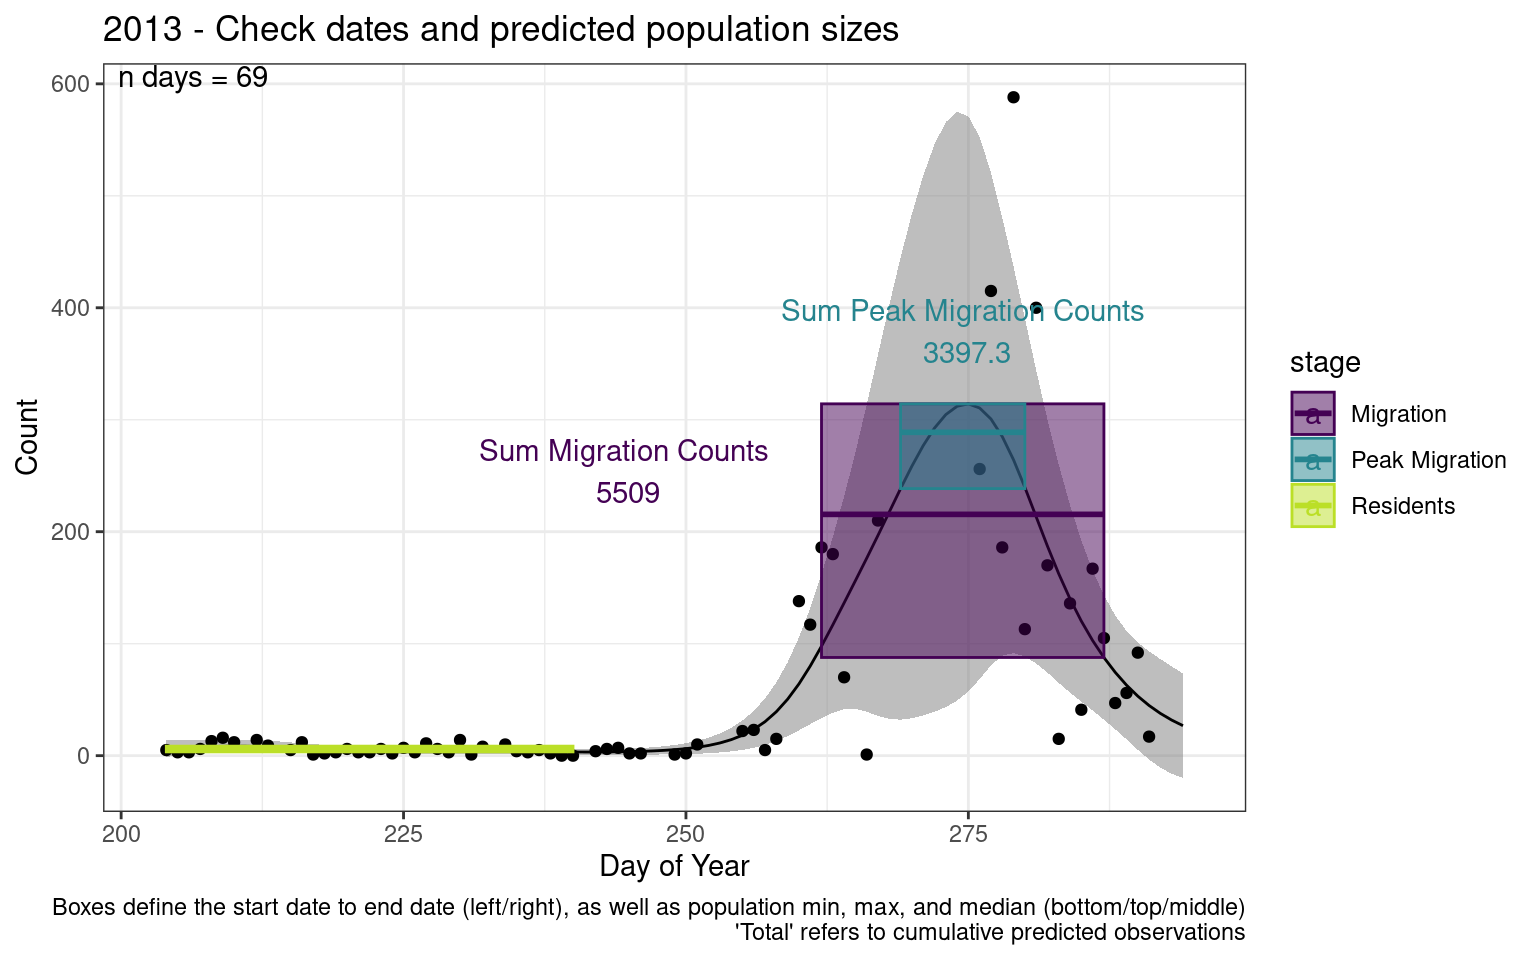 2013 - Check dates and predicted population sizes
n days = 69
600
400
200
0
Count
Sum Peak Migration Counts
3397.3
Sum Migration Counts
5509
200
225
250
275
Day of Year
stage
a Migration
a Peak Migration
a Residents
Boxes define the start date to end date (left/right), as well as population min, max, and median (bottom/top/middle)
'Total' refers to cumulative predicted observations